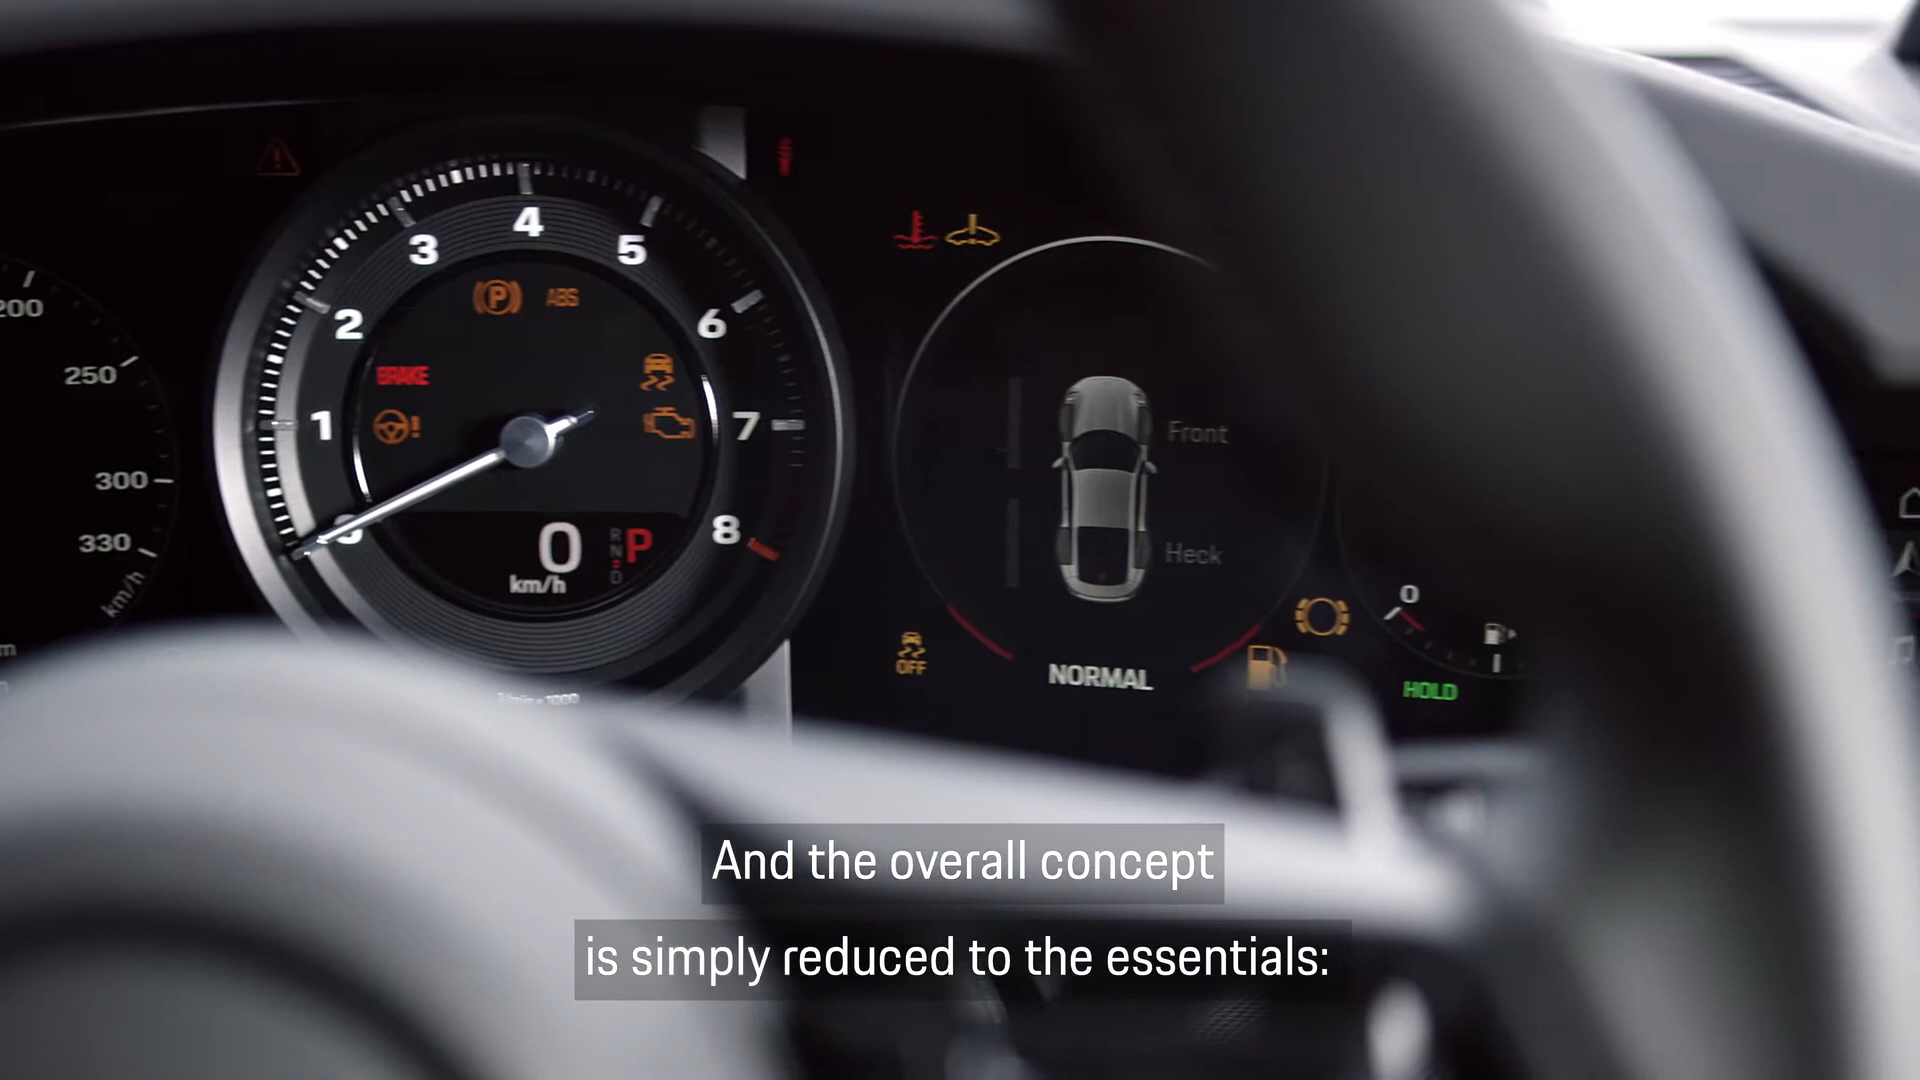 200
250
300
330
km/h
0
1
2
3
4
5
6
7
8
P
ABS
BRAKE
!
0
km/h
R
N
D
P
Front
Heck
OFF
NORMAL
0
HOLD
And the overall concept
is simply reduced to the essentials: